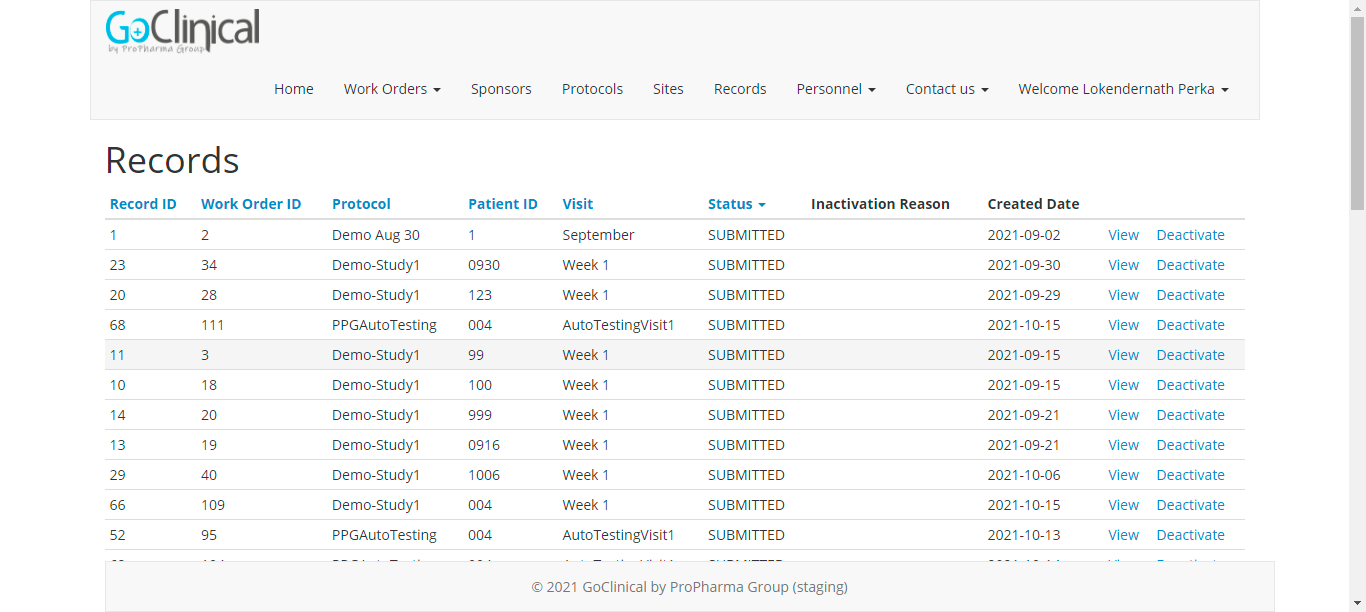 GoClinical
by ProPharma Group
Home Work Orders Sponsors Protocols Sites Records Personnel Contact us Welcome Lokendernath Perka
Records
Record ID Work Order ID Protocol Patient ID Visit Status Inactivation Reason Created Date
1 2 Demo Aug 30 1 September SUBMITTED 2021-09-02 View Deactivate
23 34 Demo-Study1 0930 Week 1 SUBMITTED 2021-09-30 View Deactivate
20 28 Demo-Study1 123 Week 1 SUBMITTED 2021-09-29 View Deactivate
68 111 PPGAutoTesting 004 AutoTestingVisit1 SUBMITTED 2021-10-15 View Deactivate
11 3 Demo-Study1 99 Week 1 SUBMITTED 2021-09-15 View Deactivate
10 18 Demo-Study1 100 Week 1 SUBMITTED 2021-09-15 View Deactivate
14 20 Demo-Study1 999 Week 1 SUBMITTED 2021-09-21 View Deactivate
13 19 Demo-Study1 0916 Week 1 SUBMITTED 2021-09-21 View Deactivate
29 40 Demo-Study1 1006 Week 1 SUBMITTED 2021-10-06 View Deactivate
66 109 Demo-Study1 004 Week 1 SUBMITTED 2021-10-15 View Deactivate
52 95 PPGAutoTesting 004 AutoTestingVisit1 SUBMITTED 2021-10-13 View Deactivate
© 2021 GoClinical by ProPharma Group (staging)